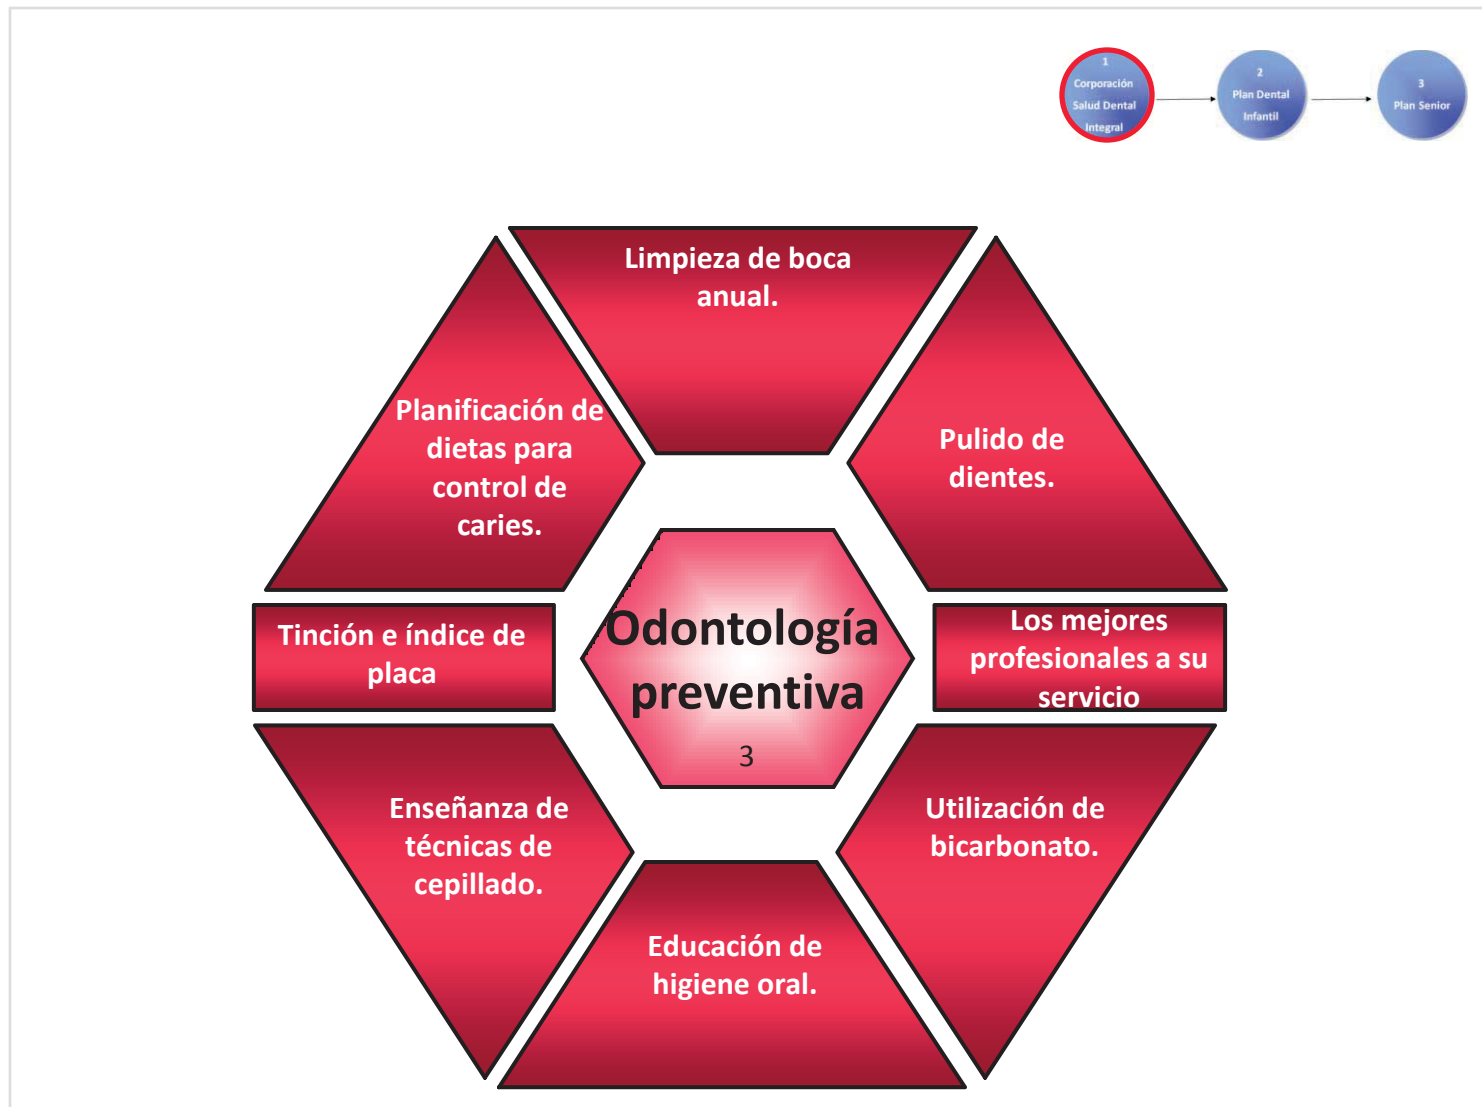 1
Corporación
Salud Dental
Integral
2
Plan Dental
Infantil
3
Plan Senior
Limpieza de boca
anual.
Planificación de
dietas para
control de
caries.
Pulido de
dientes.
Tinción e índice de
placa
Odontología
preventiva
3
Los mejores
profesionales a su
servicio
Enseñanza de
técnicas de
cepillado.
Utilización de
bicarbonato.
Educación de
higiene oral.